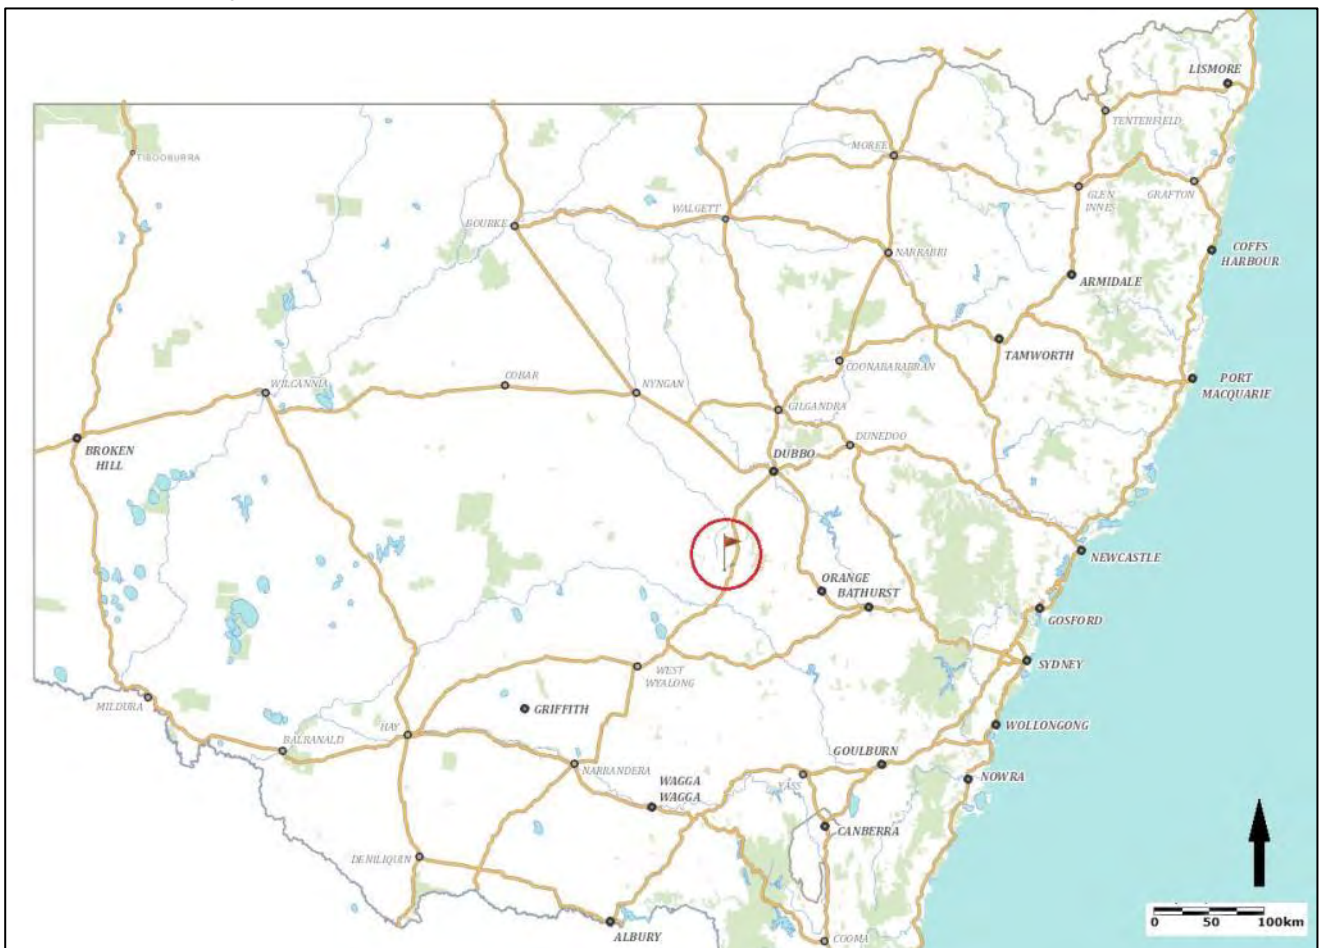 LISMORE
TENTERFIELD
TIBOOBURRA
MOREE
GLEN
INNES
GRAFTON
WALGETT
BOURKE
NARRABRI
COFFS
HARBOUR
ARMIDALE
TAMWORTH
COONABARABRAN
COBAR
NYNGAN
WILCANNIA
PORT
MACQUARIE
GILGANDRA
DUNEDOO
BROKEN
HILL
DUBBO
NEWCASTLE
ORANGE
BATHURST
GOSFORD
SYDNEY
WEST
WYALONG
MILDURA
GRIFFITH
HAY
WOLLONGONG
BALRANALD
GOULBURN
NARRANDERA
YASS
NOWRA
WAGGA
WAGGA
CANBERRA
DENILIQUIN
0 50 100km
ALBURY
COOMA